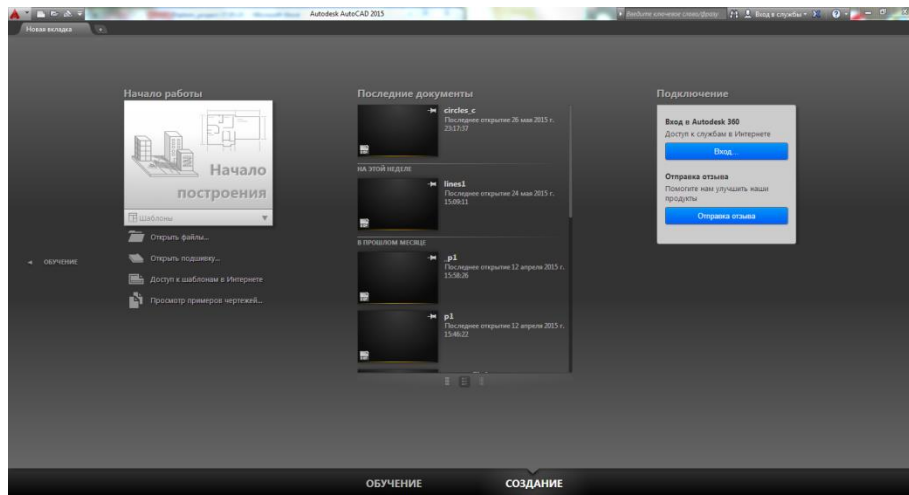 Autodesk AutoCAD 2015
Введите ключевое слово/фразу
Вход в службы
Новая вкладка
Начало работы
Начало
построения
Шаблоны
Открыть файлы...
Открыть подшивку...
Доступ к шаблонам в Интернете
Просмотр примеров чертежей...
ОБУЧЕНИЕ
Последние документы
circles_c
Последнее открытие 26 мая 2015 г.
23:17:37
НА ЭТОЙ НЕДЕЛЕ
lines1
Последнее открытие 24 мая 2015 г.
15:09:11
В ПРОШЛОМ МЕСЯЦЕ
_p1
Последнее открытие 12 апреля 2015 г.
15:58:26
p1
Последнее открытие 12 апреля 2015 г.
15:46:22
Подключение
Вход в Autodesk 360
Доступ к службам в Интернете
Вход...
Отправка отзыва
Помогите нам улучшить наши
продукты
Отправка отзыва
ОБУЧЕНИЕ
СОЗДАНИЕ